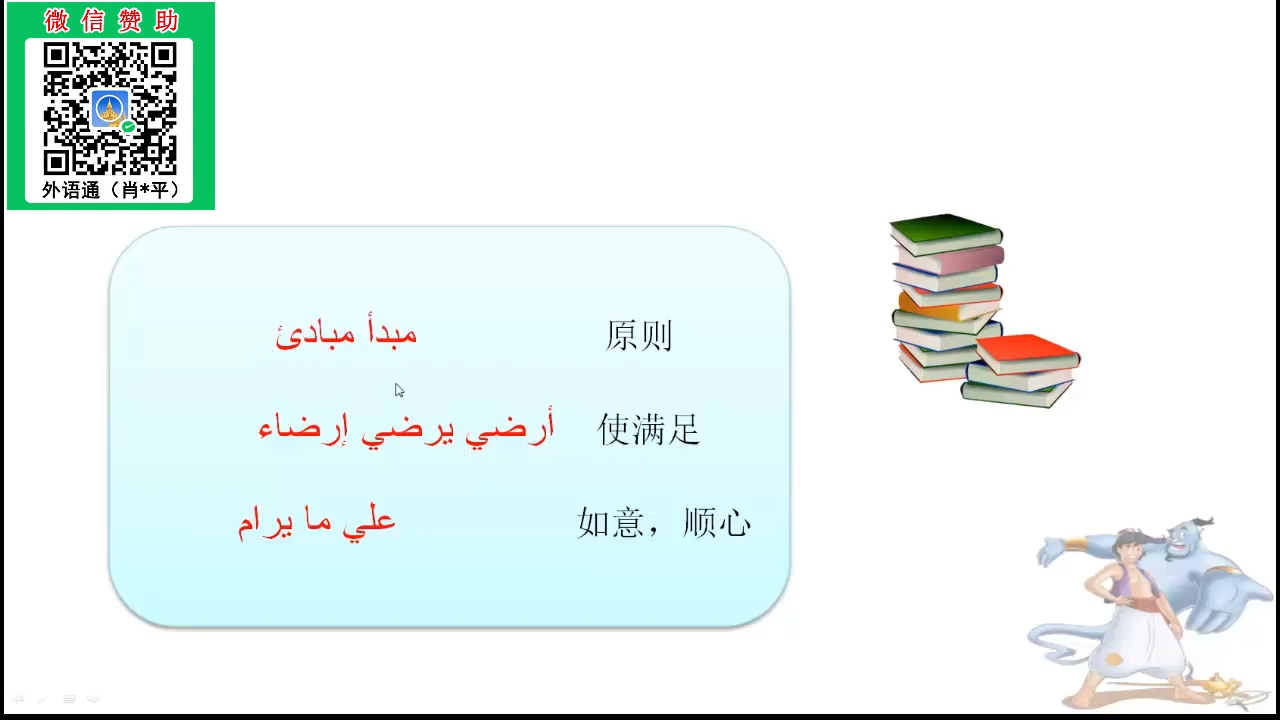 微信赞助
外语通（肖*平）
مبدأ مبادئ 原则
أرضي يرضي إرضاء 使满足
علي ما يرام 如意，顺心